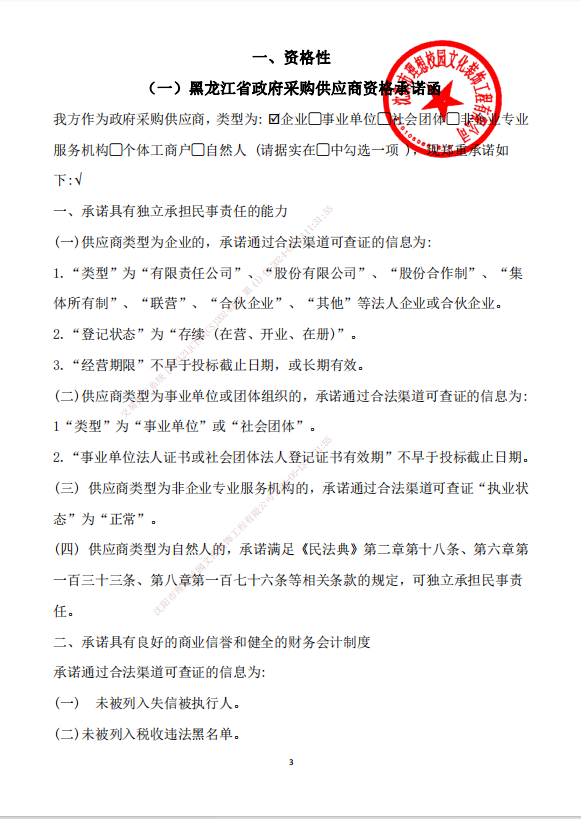 一、资格性
（一）黑龙江省政府采购供应商资格承诺函
我方作为政府采购供应商，类型为：☑企业□事业单位□社会团体□非企业专业
服务机构□个体工商户□自然人（请据实在□中勾选一项），现郑重承诺如
下:√
一、承诺具有独立承担民事责任的能力
(一)供应商类型为企业的，承诺通过合法渠道可查证的信息为:
1.“类型”为“有限责任公司”、“股份有限公司”、“股份合作制”、“集
体所有制”、“联营”、“合伙企业”、“其他”等法人企业或合伙企业。
2.“登记状态”为“存续（在营、开业、在册)”。
3.“经营期限”不早于投标截止日期，或长期有效。
(二)供应商类型为事业单位或团体组织的，承诺通过合法渠道可查证的信息为:
1“类型”为“事业单位”或“社会团体”。
2.“事业单位法人证书或社会团体法人登记证书有效期”不早于投标截止日期。
(三) 供应商类型为非企业专业服务机构的，承诺通过合法渠道可查证“执业状
态”为“正常”。
(四) 供应商类型为自然人的，承诺满足《民法典》第二章第十八条、第六章第
一百三十三条、第八章第一百七十六条等相关条款的规定，可独立承担民事责
任。
二、承诺具有良好的商业信誉和健全的财务会计制度
承诺通过合法渠道可查证的信息为:
(一) 未被列入失信被执行人。
(二)未被列入税收违法黑名单。
3